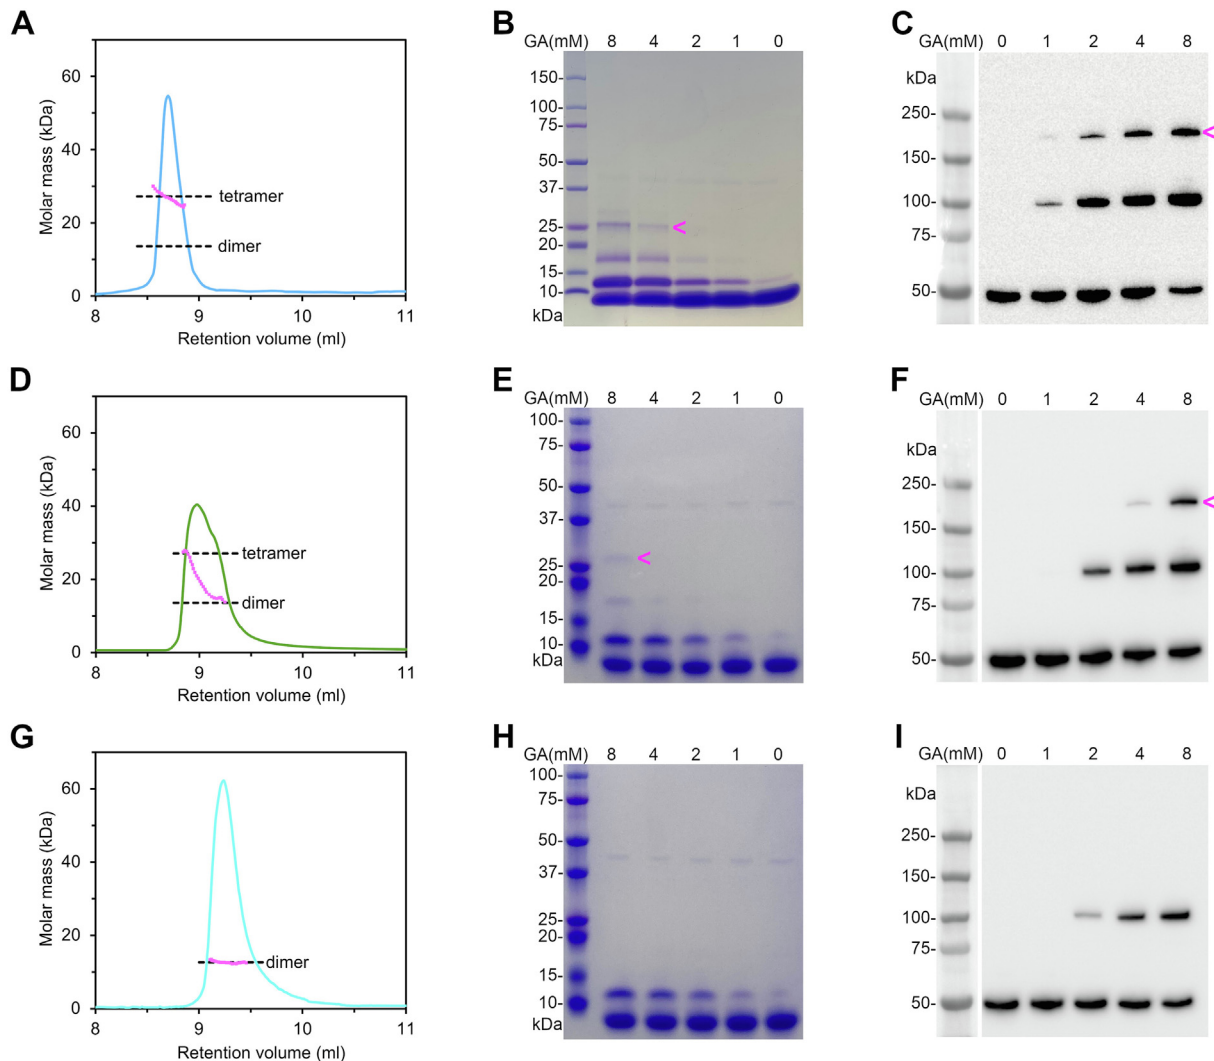 A
Molar mass (kDa)
60
40
20
0
tetramer
dimer
8 9 10 11
Retention volume (ml)
B
GA(mM) 8 4 2 1 0
150-
100-
75-
50-
37-
25-
20-
15-
10-
kDa
<
C
GA(mM) 0 1 2 4 8
kDa
250-
150-
100-
75-
50-
<
D
Molar mass (kDa)
60
40
20
0
tetramer
dimer
8 9 10 11
Retention volume (ml)
E
GA(mM) 8 4 2 1 0
100-
75-
50-
37-
25-
20-
15-
10-
kDa
<
F
GA(mM) 0 1 2 4 8
kDa
250-
150-
100-
75-
50-
<
G
Molar mass (kDa)
60
40
20
0
dimer
8 9 10 11
Retention volume (ml)
H
GA(mM) 8 4 2 1 0
100-
75-
50-
37-
25-
20-
15-
10-
kDa
I
GA(mM) 0 1 2 4 8
kDa
250-
150-
100-
75-
50-